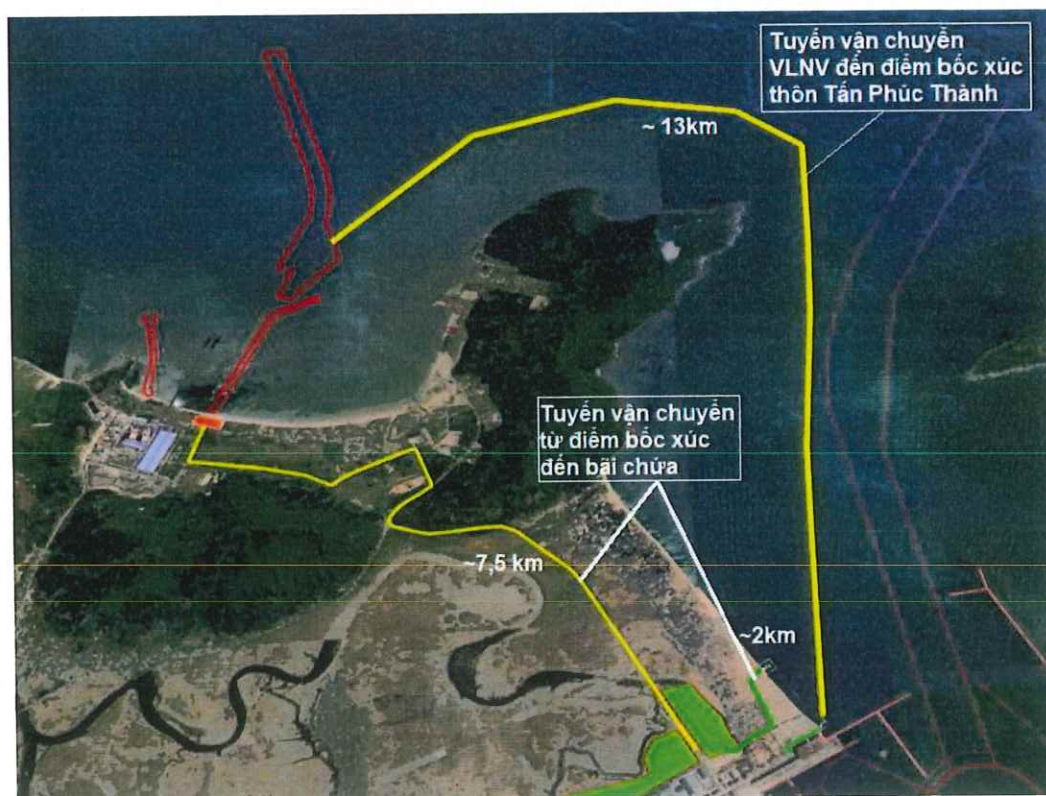 Tuyến vận chuyển
VLNV đến điểm bốc xúc
thôn Tấn Phúc Thành
~ 13km
Tuyến vận chuyển
từ điểm bốc xúc
đến bãi chứa
~7,5 km
~2km